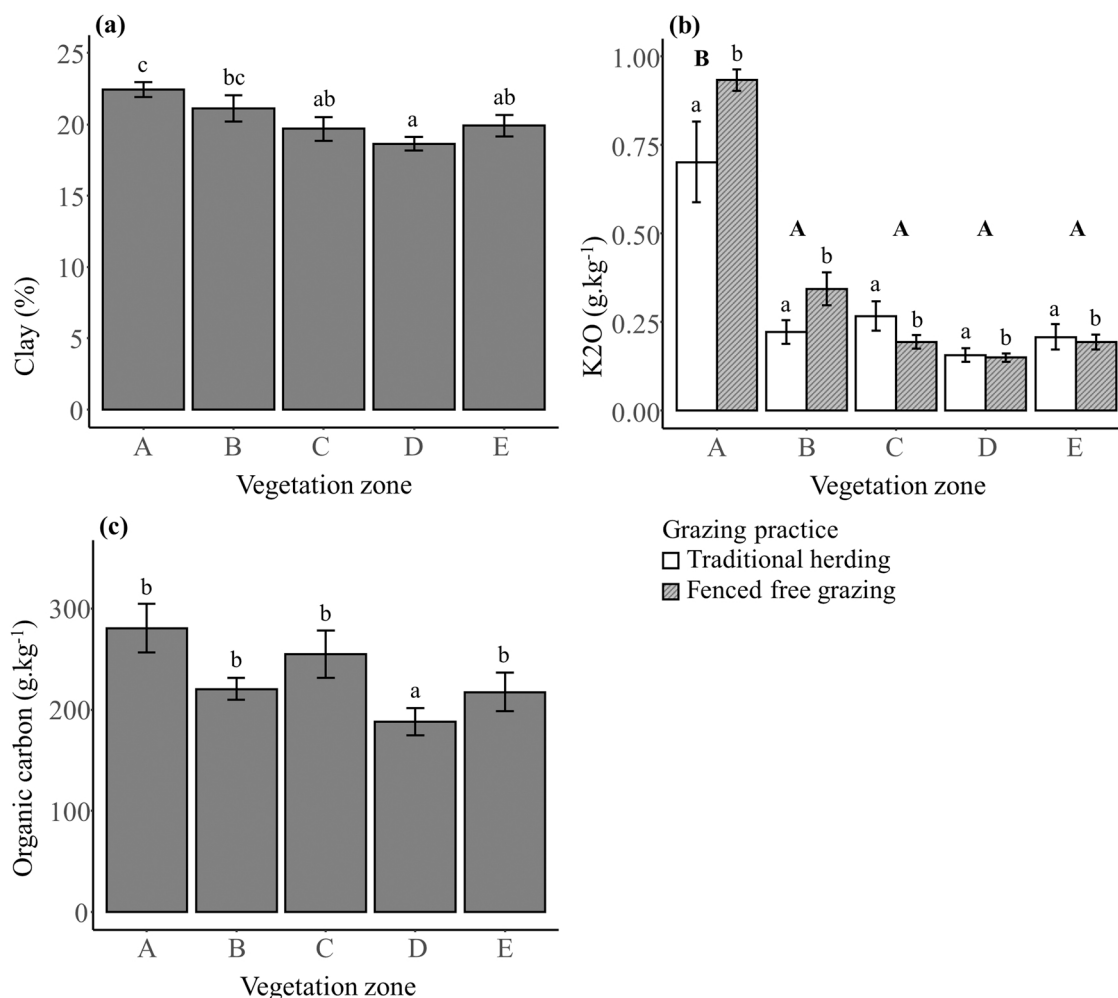 (a)
25
20
15
10
5
0
Clay (%)
c
bc
ab
a
ab
A B C D E
Vegetation zone
(b)
1.00
0.75
0.50
0.25
0.00
K2O (g.kg-1)
B
a b
A
a b
A
a b
A
a b
A
a b
A B C D E
Vegetation zone
Grazing practice
Traditional herding
Fenced free grazing
(c)
300
200
100
0
Organic carbon (g.kg-1)
b
b
b
a
b
A B C D E
Vegetation zone